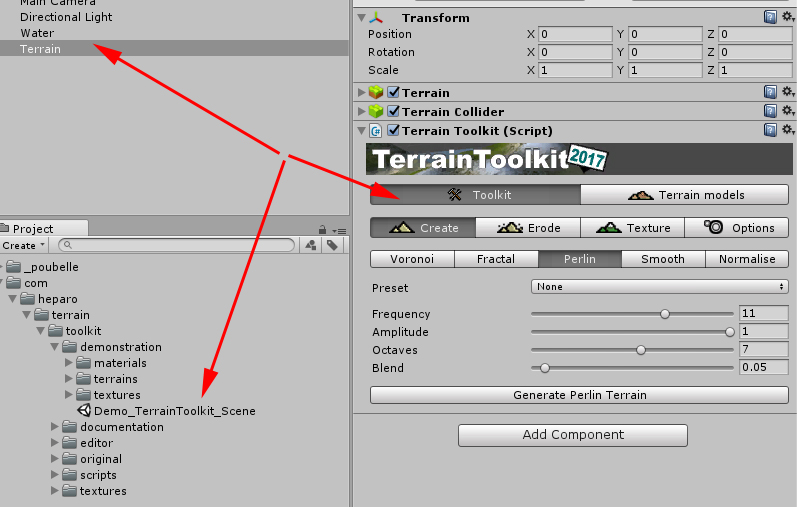 Main Camera
Directional Light
Water
Terrain
Project
Create
_poubelle
com
heparo
terrain
toolkit
demonstration
materials
terrains
textures
Demo_TerrainToolkit_Scene
documentation
editor
original
scripts
textures
Transform
Position X 0 Y 0 Z 0
Rotation X 0 Y 0 Z 0
Scale X 1 Y 1 Z 1
Terrain
Terrain Collider
Terrain Toolkit (Script)
TerrainToolkit 2017
Toolkit Terrain models
Create Erode Texture Options
Voronoi Fractal Perlin Smooth Normalise
Preset None
Frequency 11
Amplitude 1
Octaves 7
Blend 0.05
Generate Perlin Terrain
Add Component